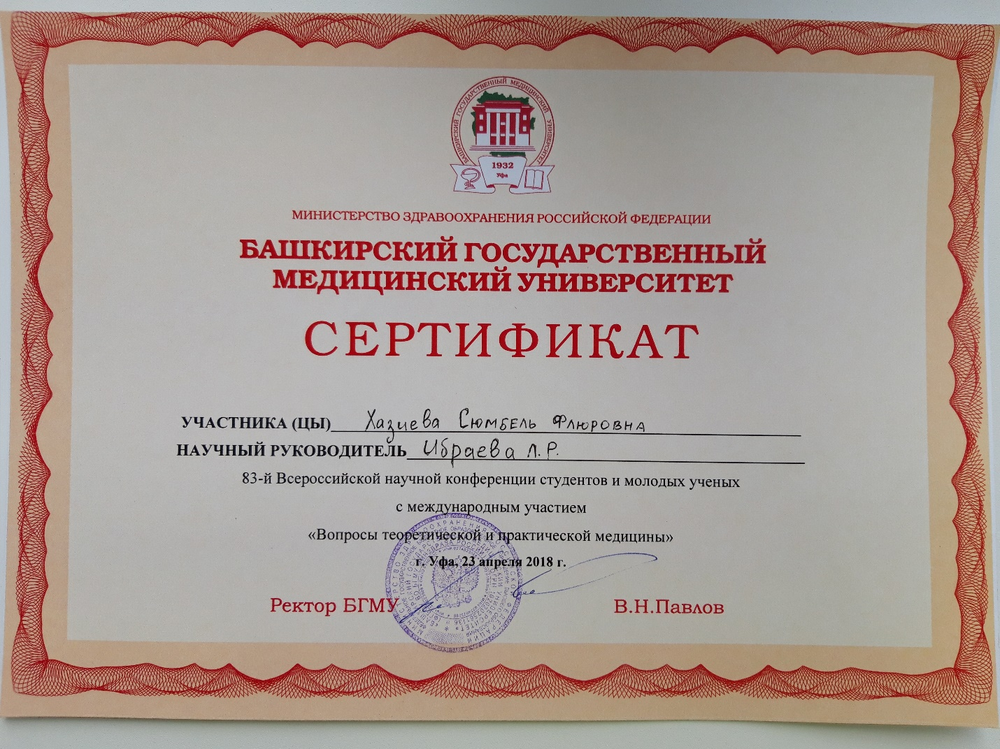 БАШКИРСКИЙ ГОСУДАРСТВЕННЫЙ МЕДИЦИНСКИЙ УНИВЕРСИТЕТ
1932
Уфа
МИНИСТЕРСТВО ЗДРАВООХРАНЕНИЯ РОССИЙСКОЙ ФЕДЕРАЦИИ
БАШКИРСКИЙ ГОСУДАРСТВЕННЫЙ
МЕДИЦИНСКИЙ УНИВЕРСИТЕТ
СЕРТИФИКАТ
УЧАСТНИКА (ЦЫ) Хазиева Сюмбель Флюровна
НАУЧНЫЙ РУКОВОДИТЕЛЬ Ибраева Л.Р.
83-й Всероссийской научной конференции студентов и молодых ученых
с международным участием
«Вопросы теоретической и практической медицины»
г. Уфа, 23 апреля 2018 г.
Ректор БГМУ В.Н.Павлов